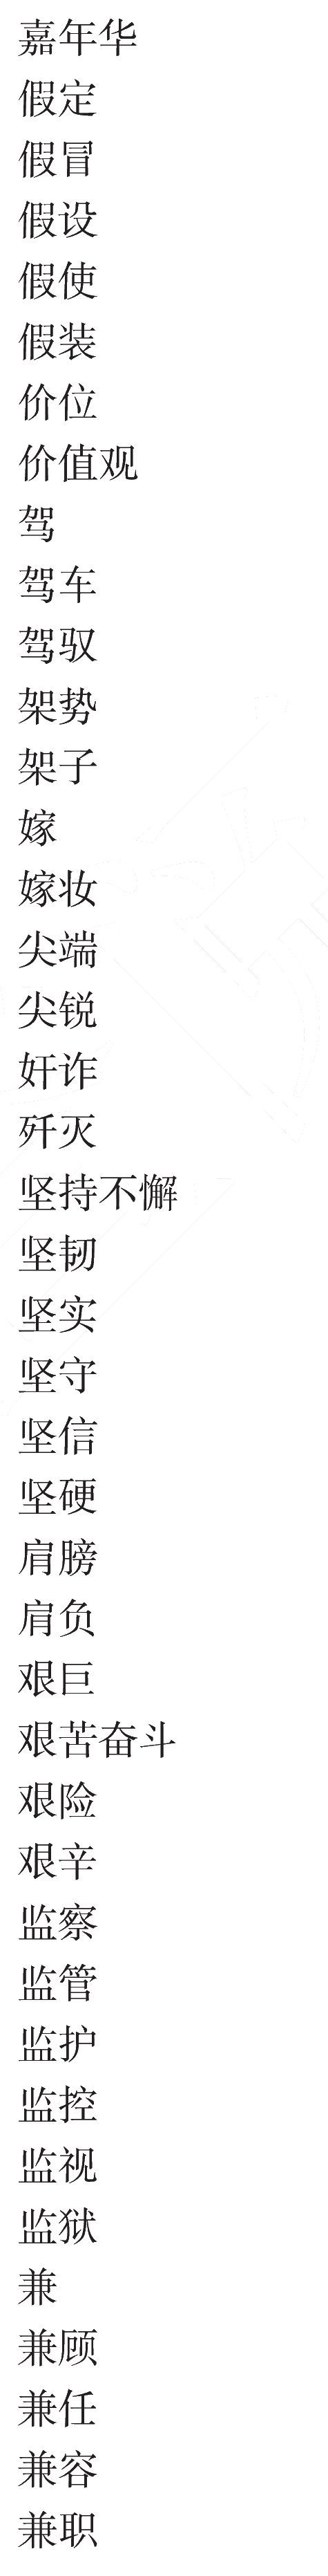 嘉年华
假定
假冒
假设
假使
假装
价位
价值观
驾
驾车
驾驭
架势
架子
嫁
嫁妆
尖端
尖锐
奸诈
歼灭
坚持不懈
坚韧
坚实
坚守
坚信
坚硬
肩膀
肩负
艰巨
艰苦奋斗
艰险
艰辛
监察
监管
监护
监控
监视
监狱
兼
兼顾
兼任
兼容
兼职